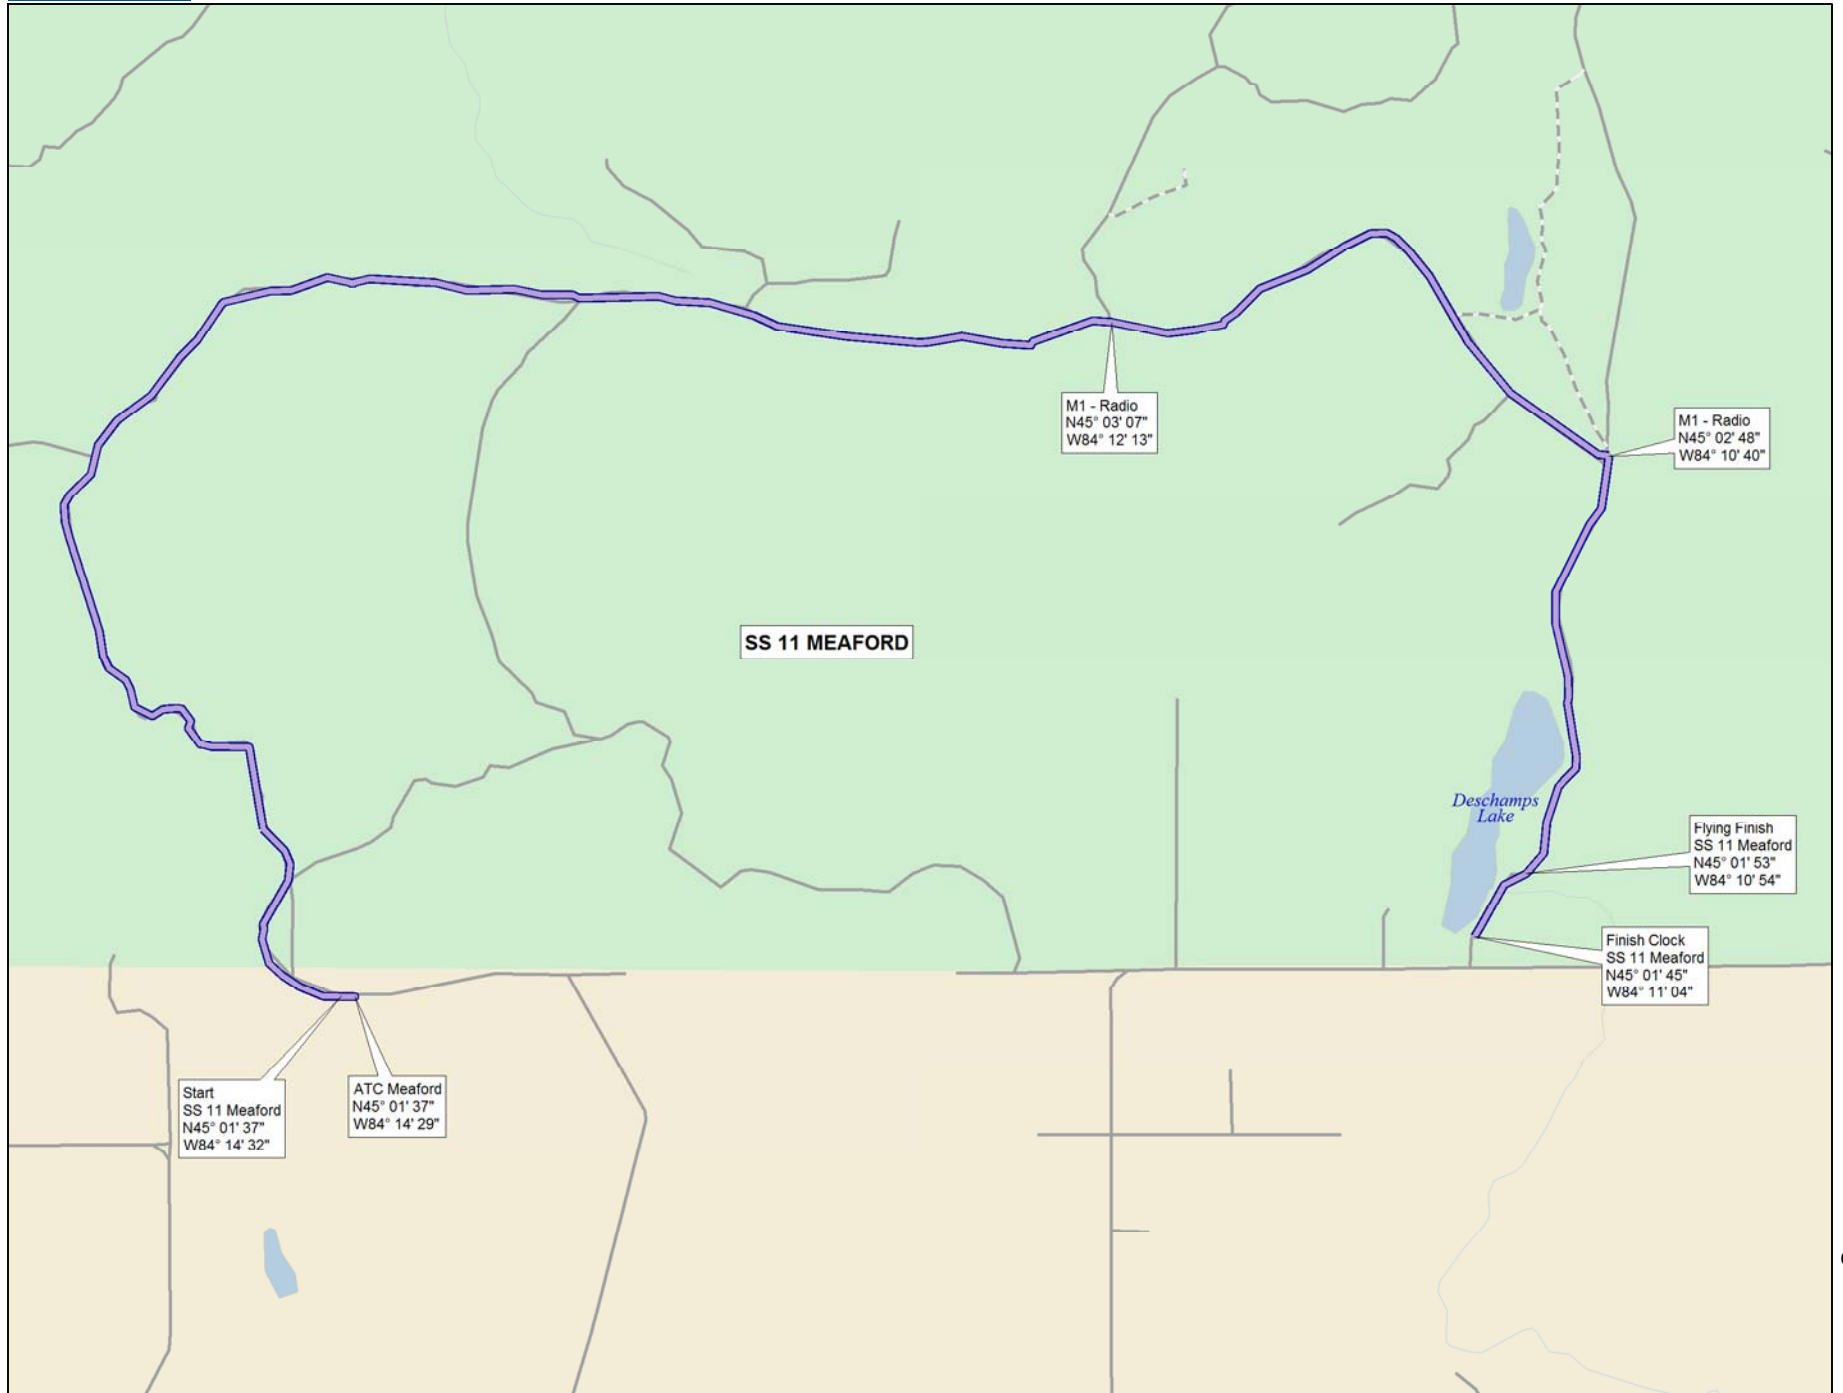 M1 - Radio
N45° 03' 07"
W84° 12' 13"
M1 - Radio
N45° 02' 48"
W84° 10' 40"
SS 11 MEAFORD
Deschamps
Lake
Flying Finish
SS 11 Meaford
N45° 01' 53"
W84° 10' 54"
Finish Clock
SS 11 Meaford
N45° 01' 45"
W84° 11' 04"
Start
SS 11 Meaford
N45° 01' 37"
W84° 14' 32"
ATC Meaford
N45° 01' 37"
W84° 14' 29"